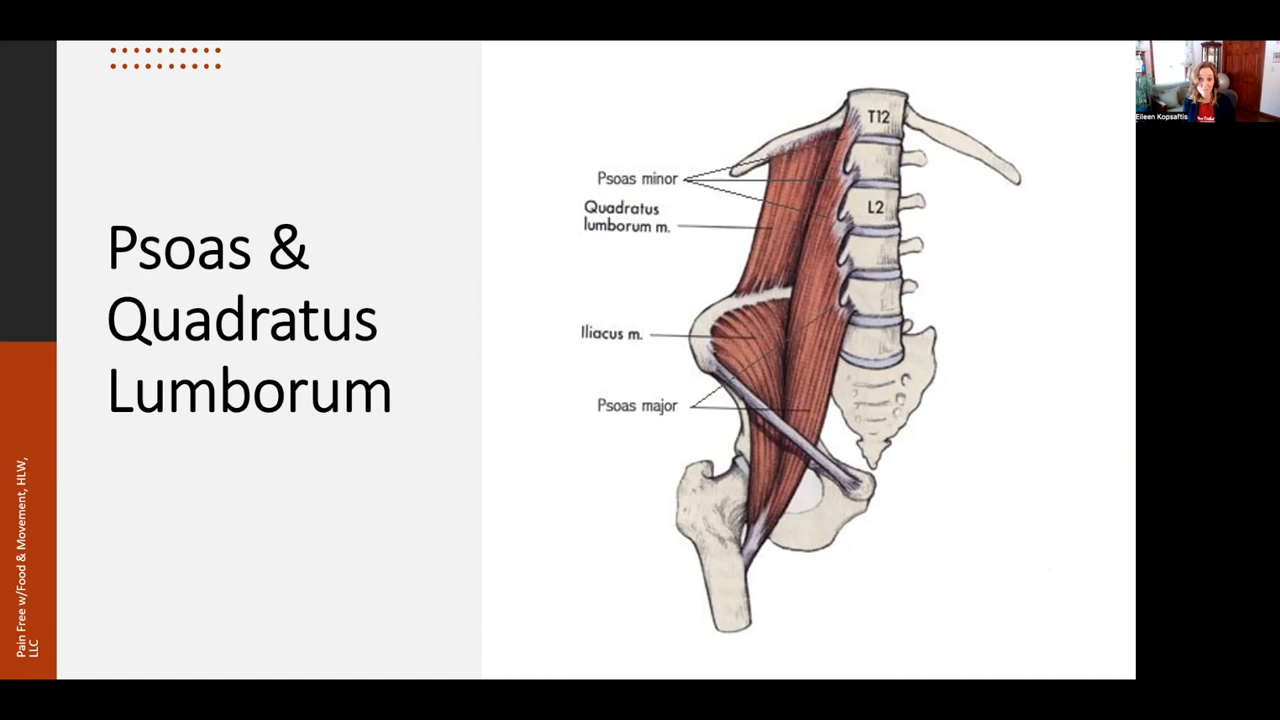 Psoas &
Quadratus
Lumborum
Pain Free w/Food & Movement, HLW,
LLC
T12
Psoas minor
Quadratus
lumborum m.
L2
Iliacus m.
Psoas major
Eileen Kopsaftis